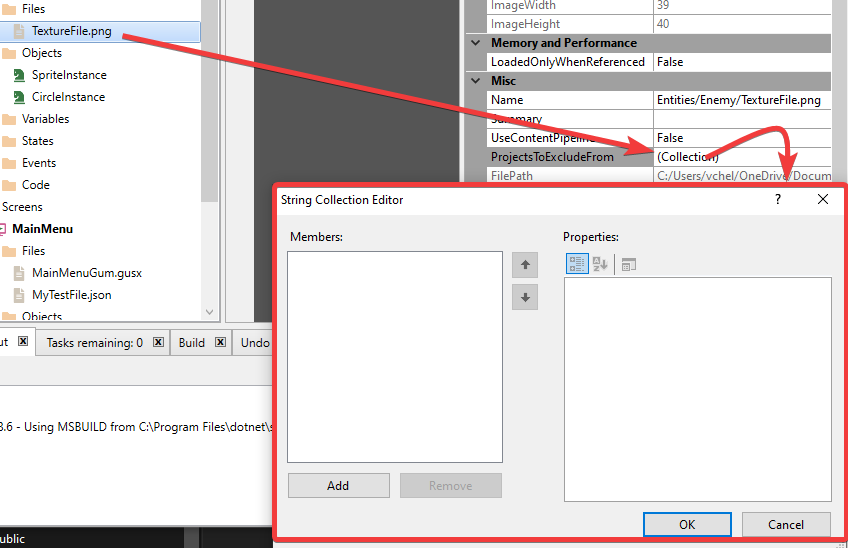 Files
TextureFile.png
Objects
SpriteInstance
CircleInstance
Variables
States
Events
Code
Screens
MainMenu
Files
MainMenuGum.gusx
MyTestFile.json
Objects
ImageWidth 39
ImageHeight 40
Memory and Performance
LoadedOnlyWhenReferenced False
Misc
Name Entities/Enemy/TextureFile.png
Summary
UseContentPipeline False
ProjectsToExcludeFrom (Collection)
FilePath C:/Users/vchel/OneDrive/Docum
String Collection Editor
?
Members:
Properties:
Add
Remove
OK
Cancel
ut
Tasks remaining: 0
Build
Undo
8.6 - Using MSBUILD from C:\Program Files\dotnet\s
ublic